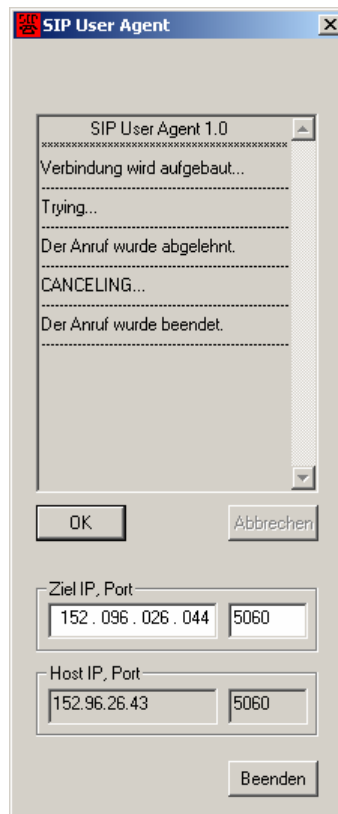 SIP User Agent
SIP User Agent 1.0
xxxxxxxxxxxxxxxxxxxxxxxxxxxxxxxxxxxxxxxxxxxxxxxxx
Verbindung wird aufgebaut...
-------------------------------------------------
Trying...
-------------------------------------------------
Der Anruf wurde abgelehnt.
-------------------------------------------------
CANCELING...
-------------------------------------------------
Der Anruf wurde beendet.
-------------------------------------------------
OK Abbrechen
Ziel IP, Port
152 . 096 . 026 . 044 5060
Host IP, Port
152.96.26.43 5060
Beenden